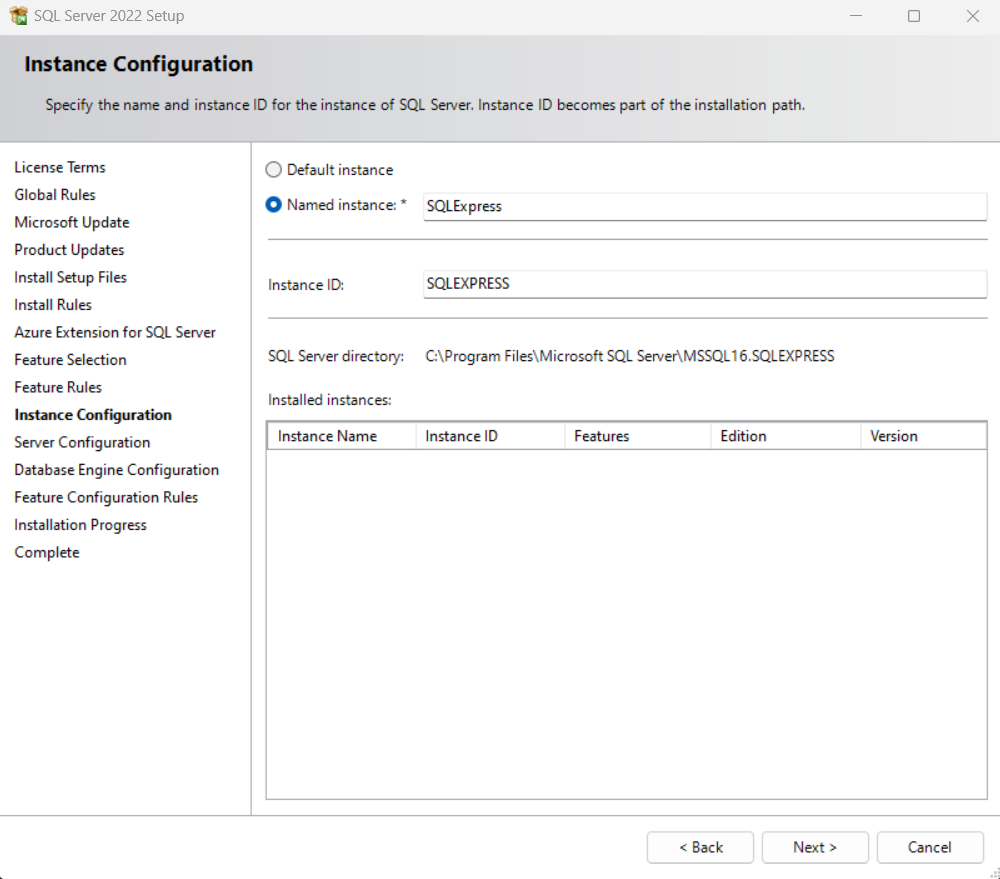 SQL Server 2022 Setup
Instance Configuration
Specify the name and instance ID for the instance of SQL Server. Instance ID becomes part of the installation path.
License Terms
Global Rules
Microsoft Update
Product Updates
Install Setup Files
Install Rules
Azure Extension for SQL Server
Feature Selection
Feature Rules
Instance Configuration
Server Configuration
Database Engine Configuration
Feature Configuration Rules
Installation Progress
Complete
Default instance
Named instance: * SQLExpress
Instance ID: SQLEXPRESS
SQL Server directory: C:\Program Files\Microsoft SQL Server\MSSQL16.SQLEXPRESS
Installed instances:
Instance Name Instance ID Features Edition Version
< Back Next > Cancel